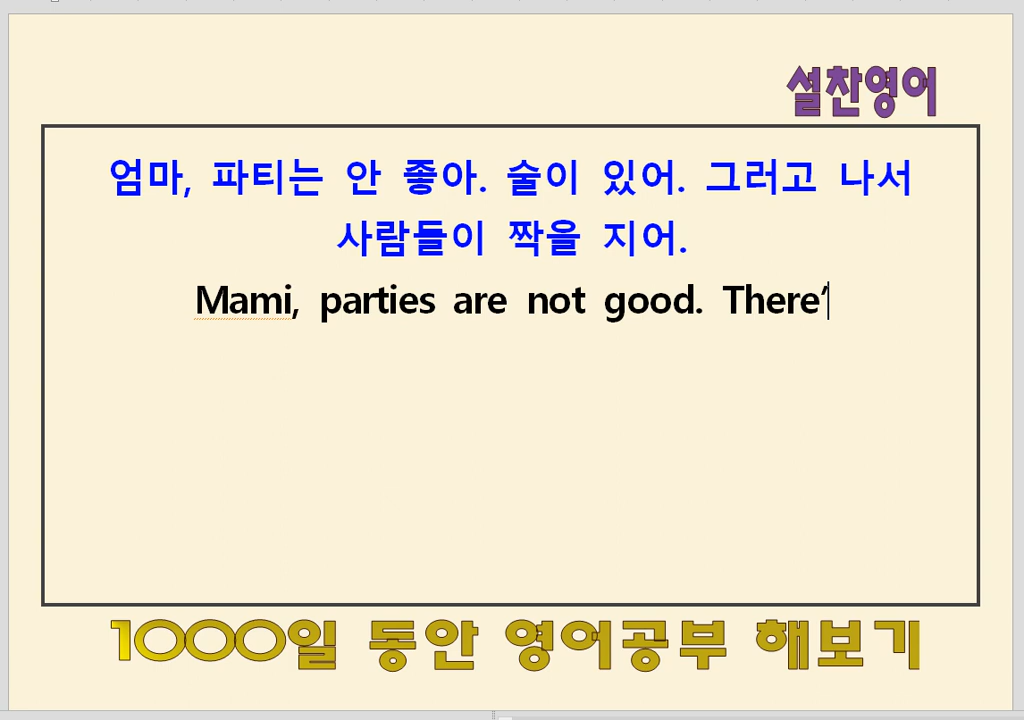 설찬영어
엄마, 파티는 안 좋아. 술이 있어. 그러고 나서
사람들이 짝을 지어.
Mami, parties are not good. There’
1000일 동안 영어공부 해보기